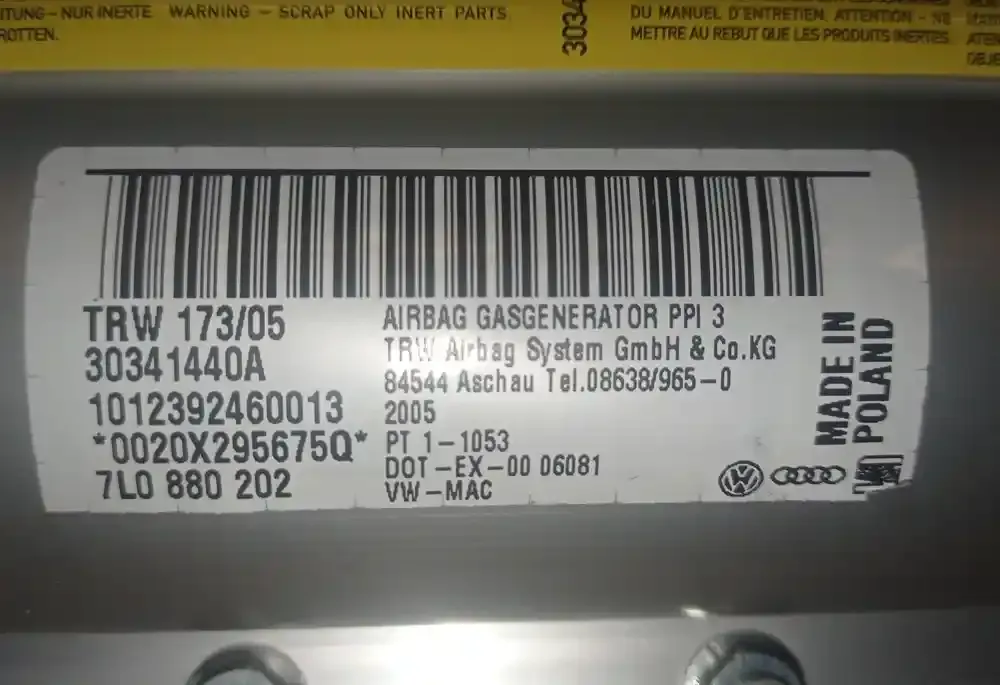 TUNG – NUR INERTE
ROTTEN.
WARNING – SCRAP ONLY INERT PARTS
3034
DU MANUEL D'ENTRETIEN. ATTENTION – NE
METTRE AU REBUT QUE LES PRODUITS INERTES.
TRW 173/05
30341440A
1012392460013
*0020X295675Q*
7L0 880 202
AIRBAG GASGENERATOR PPI 3
TRW Airbag System GmbH & Co.KG
84544 Aschau Tel.08638/965-0
2005
PT 1-1053
DOT-EX-00 06081
VW-MAC
MADE IN
POLAND